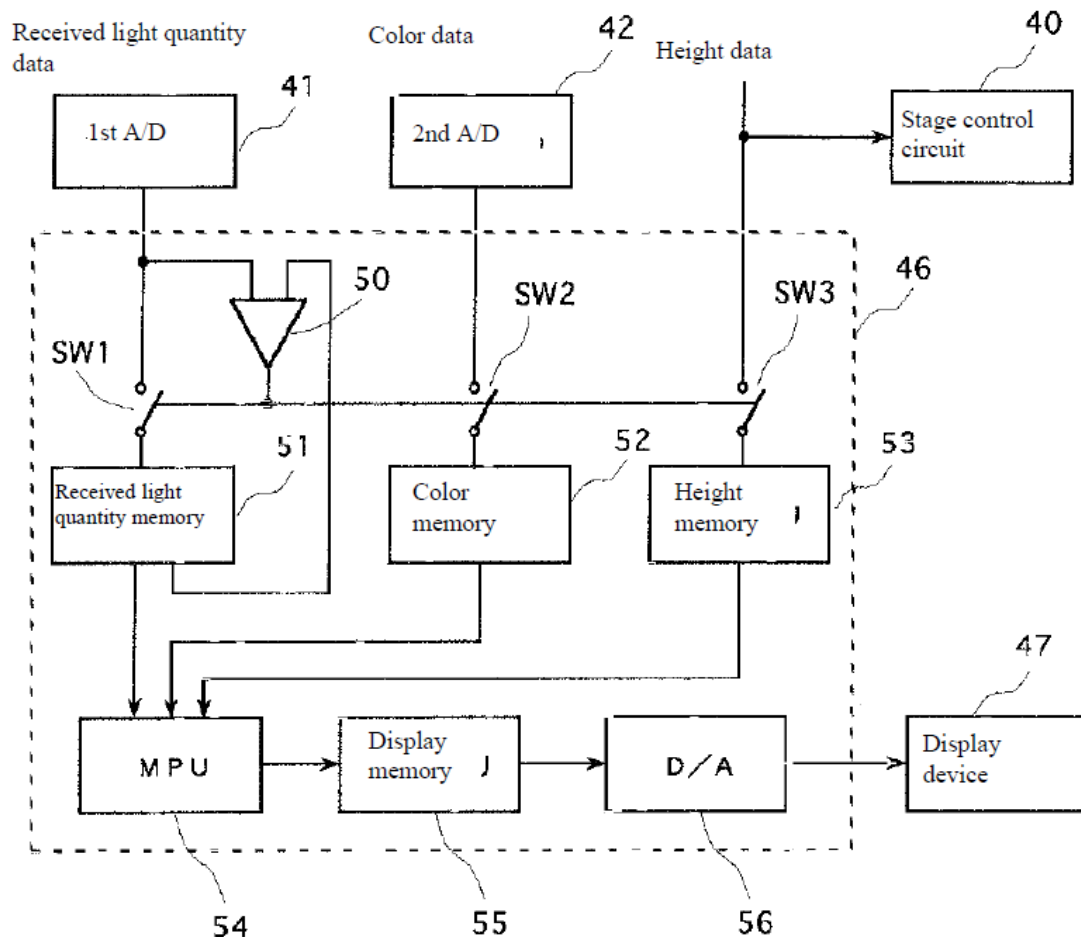 Received light quantity
data
Color data
Height data
41
42
40
1st A/D
2nd A/D
Stage control
circuit
50
SW1
SW2
SW3
46
51
52
53
Received light
quantity memory
Color
memory
Height
memory
47
MPU
Display
memory
D/A
Display
device
54
55
56